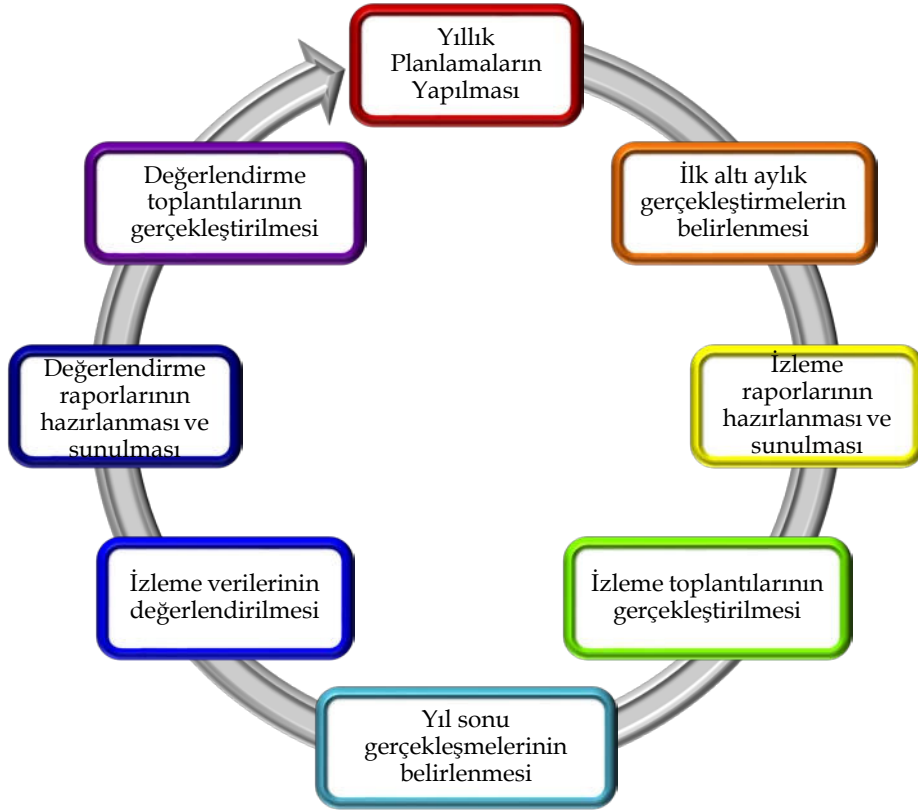 Yıllık
Planlamaların
Yapılması
İlk altı aylık
gerçekleştirmelerin
belirlenmesi
İzleme
raporlarının
hazırlanması ve
sunulması
İzleme toplantılarının
gerçekleştirilmesi
Yıl sonu
gerçekleşmelerinin
belirlenmesi
İzleme verilerinin
değerlendirilmesi
Değerlendirme
raporlarının
hazırlanması ve
sunulması
Değerlendirme
toplantılarının
gerçekleştirilmesi